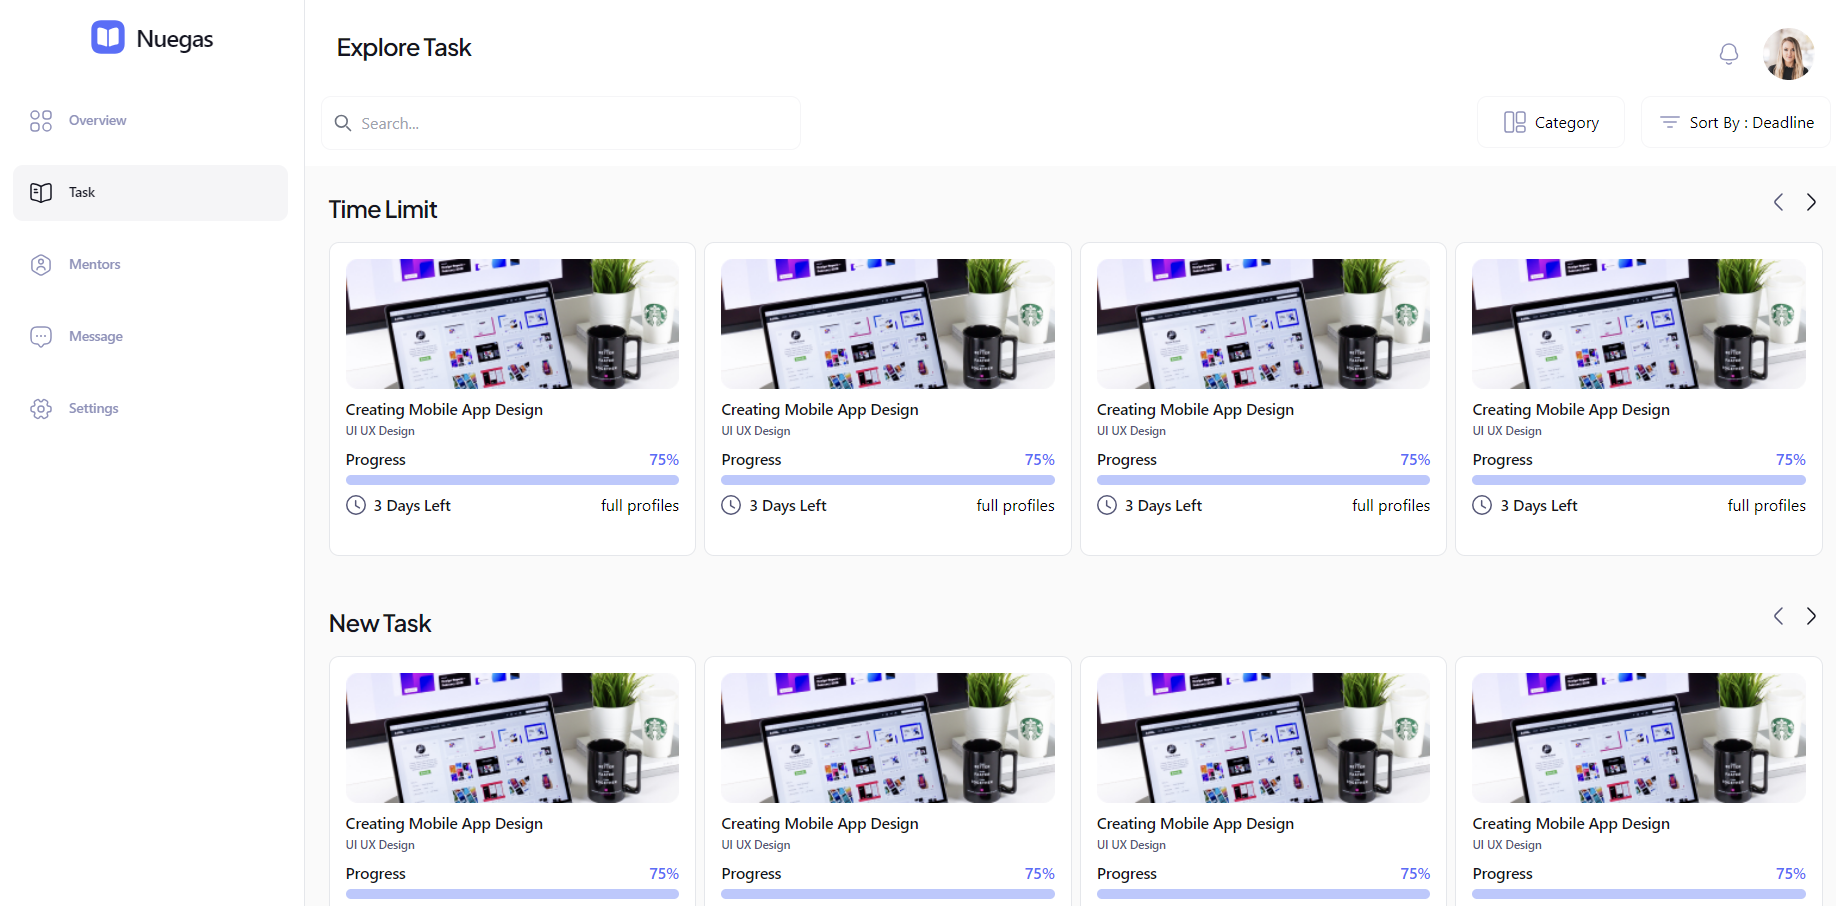 Nuegas
Explore Task
Overview
Task
Mentors
Message
Settings
Search...
Category
Sort By : Deadline
Time Limit
Creating Mobile App Design
UI UX Design
Progress 75%
3 Days Left full profiles
Creating Mobile App Design
UI UX Design
Progress 75%
3 Days Left full profiles
Creating Mobile App Design
UI UX Design
Progress 75%
3 Days Left full profiles
Creating Mobile App Design
UI UX Design
Progress 75%
3 Days Left full profiles
New Task
Creating Mobile App Design
UI UX Design
Progress 75%
Creating Mobile App Design
UI UX Design
Progress 75%
Creating Mobile App Design
UI UX Design
Progress 75%
Creating Mobile App Design
UI UX Design
Progress 75%